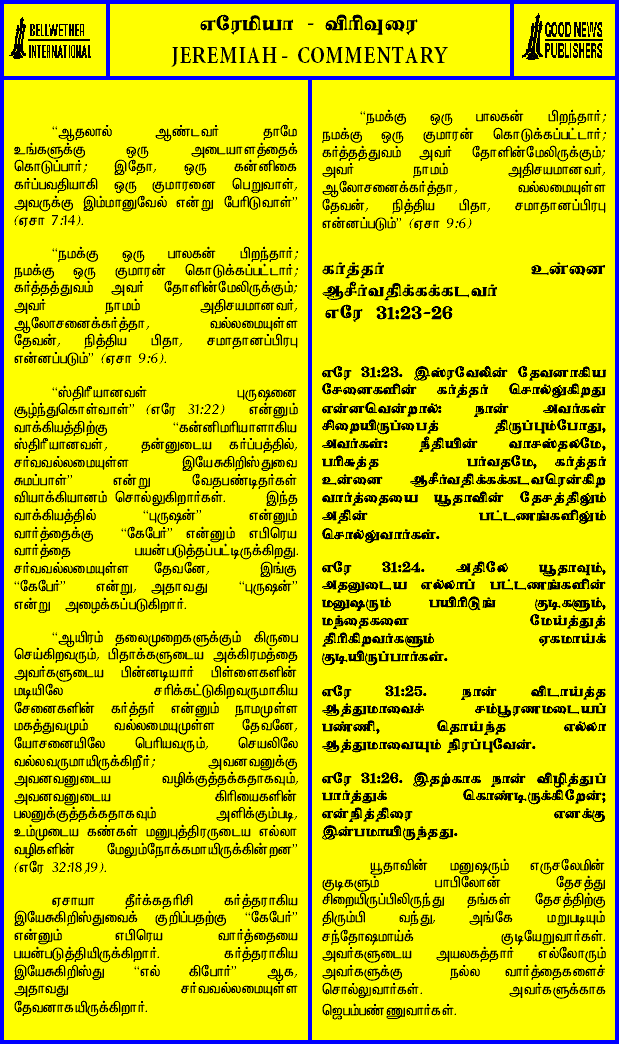 BELLWETHER
INTERNATIONAL
எரேமியா - விரிவுரை
JEREMIAH - COMMENTARY
GOOD NEWS
PUBLISHERS
“ஆதலால் ஆண்டவர் தாமே
உங்களுக்கு ஒரு அடையாளத்தைக்
கொடுப்பார்; இதோ, ஒரு கன்னிகை
கர்ப்பவதியாகி ஒரு குமாரனை பெறுவாள்,
அவருக்கு இம்மானுவேல் என்று பேரிடுவாள்”
(ஏசா 7:14).
“நமக்கு ஒரு பாலகன் பிறந்தார்;
நமக்கு ஒரு குமாரன் கொடுக்கப்பட்டார்;
கர்த்தத்துவம் அவர் தோளின்மேலிருக்கும்;
அவர் நாமம் அதிசயமானவர்,
ஆலோசனைக்கர்த்தா, வல்லமையுள்ள
தேவன், நித்திய பிதா, சமாதானப்பிரபு
என்னப்படும்” (ஏசா 9:6).
“ஸ்திரீயானவள் புருஷனை
சூழ்ந்துகொள்வாள்” (எரே 31:22) என்னும்
வாக்கியத்திற்கு “கன்னிமரியாளாகிய
ஸ்திரீயானவள், தன்னுடைய கர்ப்பத்தில்,
சர்வவல்லமையுள்ள இயேசுகிறிஸ்துவை
சுமப்பாள்” என்று வேதபண்டிதர்கள்
வியாக்கியானம் சொல்லுகிறார்கள். இந்த
வாக்கியத்தில் “புருஷன்” என்னும்
வார்த்தைக்கு “கேபேர்” என்னும் எபிரெய
வார்த்தை பயன்படுத்தப்பட்டிருக்கிறது.
சர்வவல்லமையுள்ள தேவனே, இங்கு
“கேபேர்” என்று, அதாவது “புருஷன்”
என்று அழைக்கப்படுகிறார்.
“ஆயிரம் தலைமுறைகளுக்கும் கிருபை
செய்கிறவரும், பிதாக்களுடைய அக்கிரமத்தை
அவர்களுடைய பின்னடியார் பிள்ளைகளின்
மடியிலே சரிக்கட்டுகிறவருமாகிய
சேனைகளின் கர்த்தர் என்னும் நாமமுள்ள
மகத்துவமும் வல்லமையுமுள்ள தேவனே,
யோசனையிலே பெரியவரும், செயலிலே
வல்லவருமாயிருக்கிறீர்; அவனவனுக்கு
அவனவனுடைய வழிக்குத்தக்கதாகவும்,
அவனவனுடைய கிரியைகளின்
பலனுக்குத்தக்கதாகவும் அளிக்கும்படி,
உம்முடைய கண்கள் மனுபுத்திரருடைய எல்லா
வழிகளின் மேலும்நோக்கமாயிருக்கின்றன”
(எரே 32:18,19).
ஏசாயா தீர்க்கதரிசி கர்த்தராகிய
இயேசுகிறிஸ்துவைக் குறிப்பதற்கு “கேபேர்”
என்னும் எபிரெய வார்த்தையை
பயன்படுத்தியிருக்கிறார். கர்த்தராகிய
இயேசுகிறிஸ்து “எல் கிபோர்” ஆக,
அதாவது சர்வவல்லமையுள்ள
தேவனாகயிருக்கிறார்.
“நமக்கு ஒரு பாலகன் பிறந்தார்;
நமக்கு ஒரு குமாரன் கொடுக்கப்பட்டார்;
கர்த்தத்துவம் அவர் தோளின்மேலிருக்கும்;
அவர் நாமம் அதிசயமானவர்,
ஆலோசனைக்கர்த்தா, வல்லமையுள்ள
தேவன், நித்திய பிதா, சமாதானப்பிரபு
என்னப்படும்” (ஏசா 9:6)
கர்த்தர் உன்னை
ஆசீர்வதிக்கக்கடவர்
எரே 31:23-26
எரே 31:23. இஸ்ரவேலின் தேவனாகிய
சேனைகளின் கர்த்தர் சொல்லுகிறது
என்னவென்றால்: நான் அவர்கள்
சிறையிருப்பைத் திருப்பும்போது,
அவர்கள்: நீதியின் வாசஸ்தலமே,
பரிசுத்த பர்வதமே, கர்த்தர்
உன்னை ஆசீர்வதிக்கக்கடவரென்கிற
வார்த்தையை யூதாவின் தேசத்திலும்
அதின் பட்டணங்களிலும்
சொல்லுவார்கள்.
எரே 31:24. அதிலே யூதாவும்,
அதனுடைய எல்லாப் பட்டணங்களின்
மனுஷரும் பயிரிடுங் குடிகளும்,
மந்தைகளை மேய்த்துத்
திரிகிறவர்களும் ஏகமாய்க்
குடியிருப்பார்கள்.
எரே 31:25. நான் விடாய்த்த
ஆத்துமாவைச் சம்பூரணமடையப்
பண்ணி, தொய்ந்த எல்லா
ஆத்துமாவையும் நிரப்புவேன்.
எரே 31:26. இதற்காக நான் விழித்துப்
பார்த்துக் கொண்டிருக்கிறேன்;
என்நித்திரை எனக்கு
இன்பமாயிருந்தது.
யூதாவின் மனுஷரும் எருசலேமின்
குடிகளும் பாபிலோன் தேசத்து
சிறையிருப்பிலிருந்து தங்கள் தேசத்திற்கு
திரும்பி வந்து, அங்கே மறுபடியும்
சந்தோஷமாய்க் குடியேறுவார்கள்.
அவர்களுடைய அயலகத்தார் எல்லோரும்
அவர்களுக்கு நல்ல வார்த்தைகளைச்
சொல்லுவார்கள். அவர்களுக்காக
ஜெபம்பண்ணுவார்கள்.